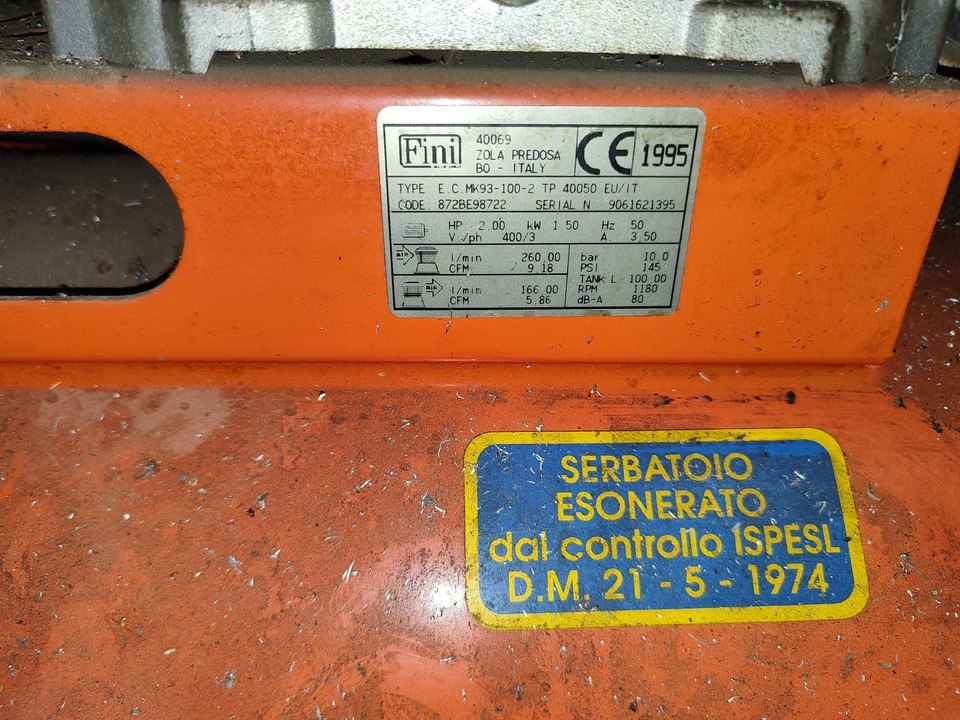 Fini
40069
ZOLA PREDOSA
BO - ITALY
CE 1995
TYPE E.C.MK93-100-2 TP 40050 EU/IT
CODE: 872BE98722 SERIAL N 9061621395
HP 2,00 kW 1 50 Hz 50
V /ph 400/3 A. 3,50
l/min 260,00
CFM 9,18
l/min 166,00
CFM 5,86
bar 10,0
PSI 145
TANK L 100 00
RPM 1180
dB-A 80
SERBATOIO
ESONERATO
dal controllo ISPESL
D.M. 21 - 5 - 1974